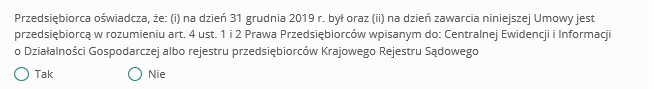 Przedsiębiorca oświadcza, że: (i) na dzień 31 grudnia 2019 r. był oraz (ii) na dzień zawarcia niniejszej Umowy jest
przedsiębiorcą w rozumieniu art. 4 ust. 1 i 2 Prawa Przedsiębiorców wpisanym do: Centralnej Ewidencji i Informacji
o Działalności Gospodarczej albo rejestru przedsiębiorców Krajowego Rejestru Sądowego
Tak Nie